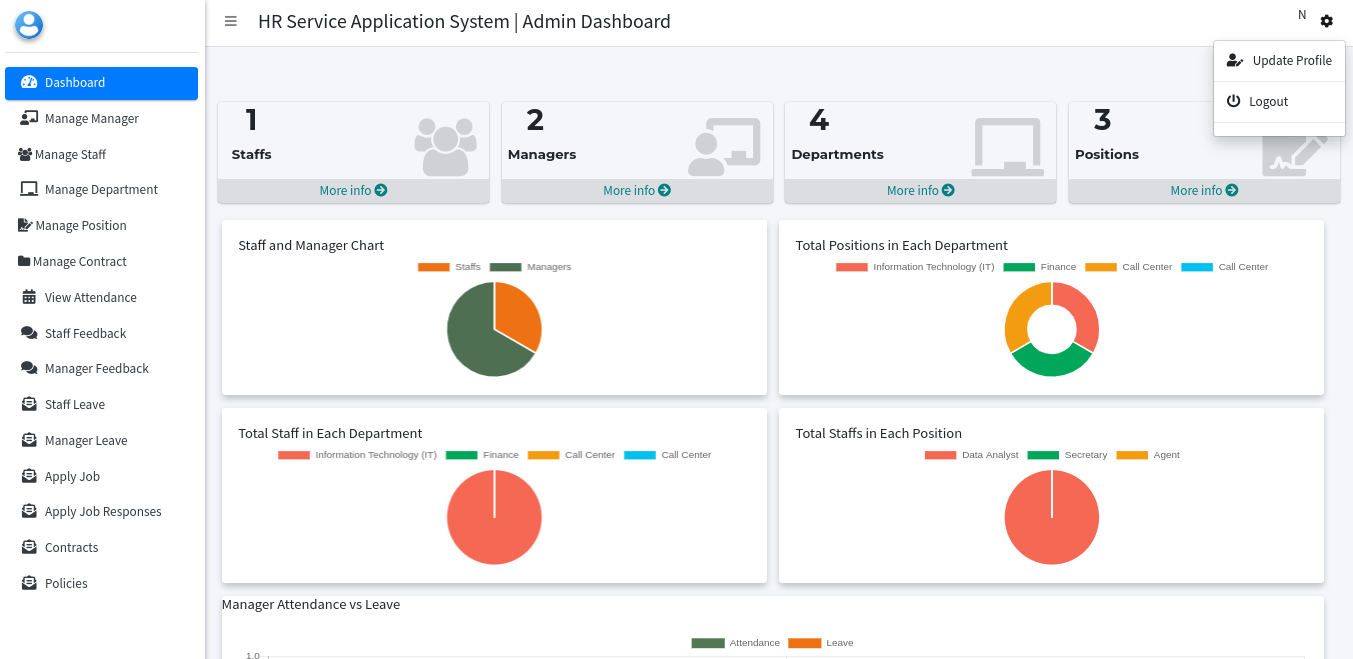 HR Service Application System | Admin Dashboard
N
Update Profile
Logout
Dashboard
Manage Manager
Manage Staff
Manage Department
Manage Position
Manage Contract
View Attendance
Staff Feedback
Manager Feedback
Staff Leave
Manager Leave
Apply Job
Apply Job Responses
Contracts
Policies
1
Staffs
More info
2
Managers
More info
4
Departments
More info
3
Positions
More info
Staff and Manager Chart
Staffs Managers
Total Positions in Each Department
Information Technology (IT) Finance Call Center Call Center
Total Staff in Each Department
Information Technology (IT) Finance Call Center Call Center
Total Staffs in Each Position
Data Analyst Secretary Agent
Manager Attendance vs Leave
Attendance Leave
1.0